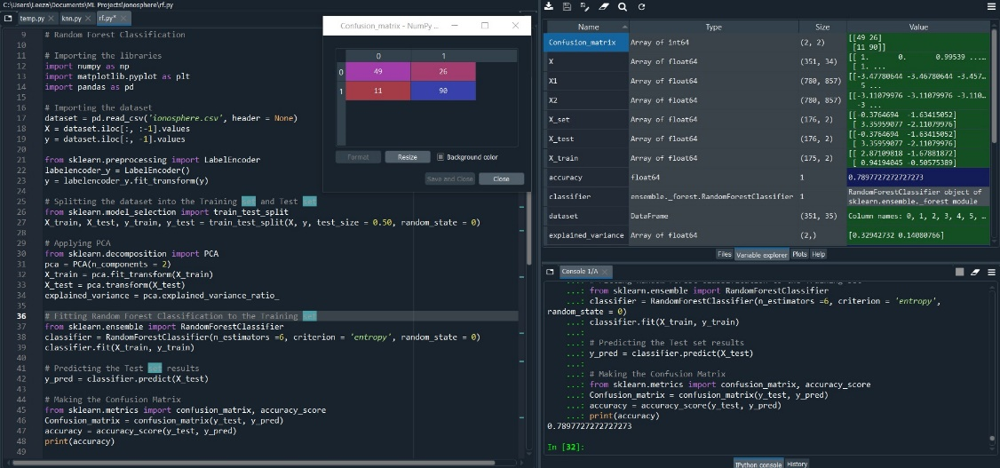 C:\Users\Leeza\Documents\ML Projects\ionosphere\rf.py
temp.py
knn.py
rf.py*
9 # Random Forest Classification
10
11 # Importing the libraries
12 import numpy as np
13 import matplotlib.pyplot as plt
14 import pandas as pd
15
16 # Importing the dataset
17 dataset = pd.read_csv('ionosphere.csv', header = None)
18 X = dataset.iloc[:, :-1].values
19 y = dataset.iloc[:, -1].values
20
21 from sklearn.preprocessing import LabelEncoder
22 labelencoder_y = LabelEncoder()
23 y = labelencoder_y.fit_transform(y)
24
25 # Splitting the dataset into the Training set and Test set
26 from sklearn.model_selection import train_test_split
27 X_train, X_test, y_train, y_test = train_test_split(X, y, test_size = 0.50, random_state = 0)
28
29 # Applying PCA
30 from sklearn.decomposition import PCA
31 pca = PCA(n_components = 2)
32 X_train = pca.fit_transform(X_train)
33 X_test = pca.transform(X_test)
34 explained_variance = pca.explained_variance_ratio_
35
36 # Fitting Random Forest Classification to the Training set
37 from sklearn.ensemble import RandomForestClassifier
38 classifier = RandomForestClassifier(n_estimators =6, criterion = 'entropy', random_state = 0)
39 classifier.fit(X_train, y_train)
40
41 # Predicting the Test set results
42 y_pred = classifier.predict(X_test)
43
44 # Making the Confusion Matrix
45 from sklearn.metrics import confusion_matrix, accuracy_score
46 Confusion_matrix = confusion_matrix(y_test, y_pred)
47 accuracy = accuracy_score(y_test, y_pred)
48 print(accuracy)
49
Confusion_matrix - NumPy ...
0 1
0 49 26
1 11 90
Format Resize Background color
Save and Close Close
Name Type Size Value
Confusion_matrix Array of int64 (2, 2) [[49 26]
[11 90]]
X Array of float64 (351, 34) [[ 1. 0. 0.99539 ...
[ 1. ...
X1 Array of float64 (780, 857) [[-3.47780644 -3.46780644 -3.457...
5 ...
X2 Array of float64 (780, 857) [[-3.11079976 -3.11079976 -3.110...
-3 ...
X_set Array of float64 (176, 2) [[-0.3764694 -1.63415052]
[ 3.35959077 -2.11079976]
X_test Array of float64 (176, 2) [[-0.3764694 -1.63415052]
[ 3.35959077 -2.11079976]
X_train Array of float64 (175, 2) [[ 2.87109818 -1.67881872]
[ 0.94194045 -0.50575389]
accuracy float64 1 0.7897727272727273
classifier ensemble._forest.RandomForestClassifier 1 RandomForestClassifier object of
sklearn.ensemble._forest module
dataset DataFrame (351, 35) Column names: 0, 1, 2, 3, 4, 5, ...
explained_variance Array of float64 (2,) [0.32942732 0.14080766]
Files Variable explorer Plots Help
Console 1/A
...: from sklearn.ensemble import RandomForestClassifier
...: classifier = RandomForestClassifier(n_estimators =6, criterion = 'entropy',
random_state = 0)
...: classifier.fit(X_train, y_train)
...:
...: # Predicting the Test set results
...: y_pred = classifier.predict(X_test)
...:
...: # Making the Confusion Matrix
...: from sklearn.metrics import confusion_matrix, accuracy_score
...: Confusion_matrix = confusion_matrix(y_test, y_pred)
...: accuracy = accuracy_score(y_test, y_pred)
...: print(accuracy)
0.7897727272727273
In [32]:
IPython console History